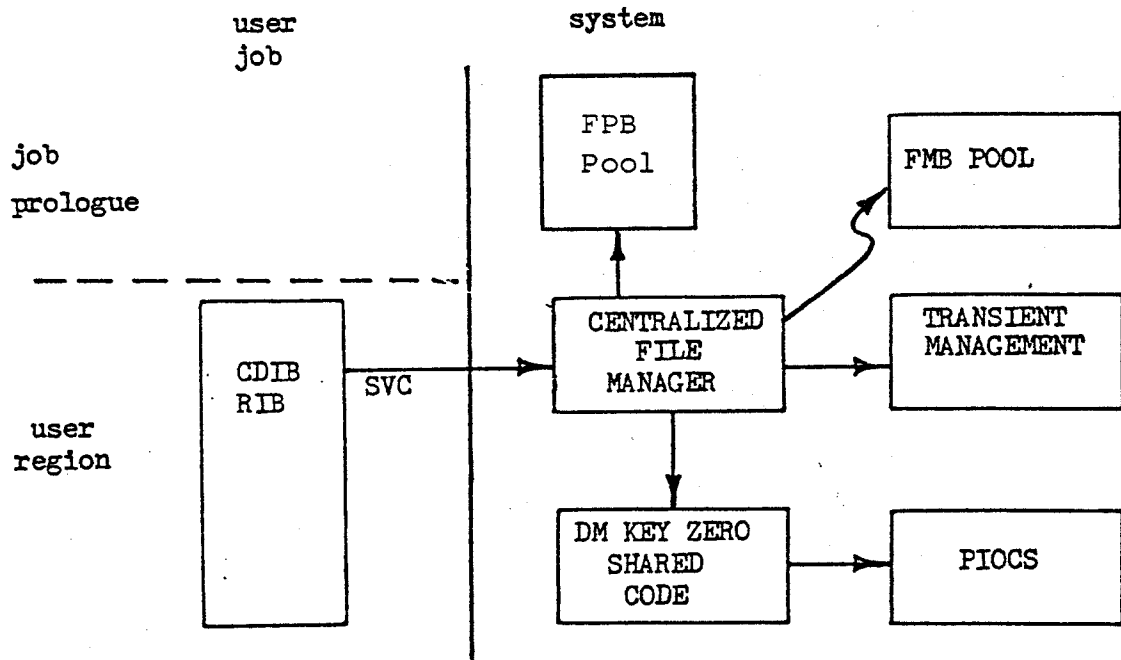 user
job
system
job
prologue
FPB
Pool
FMB POOL
CDIB
RIB
SVC
CENTRALIZED
FILE
MANAGER
TRANSIENT
MANAGEMENT
user
region
DM KEY ZERO
SHARED
CODE
PIOCS